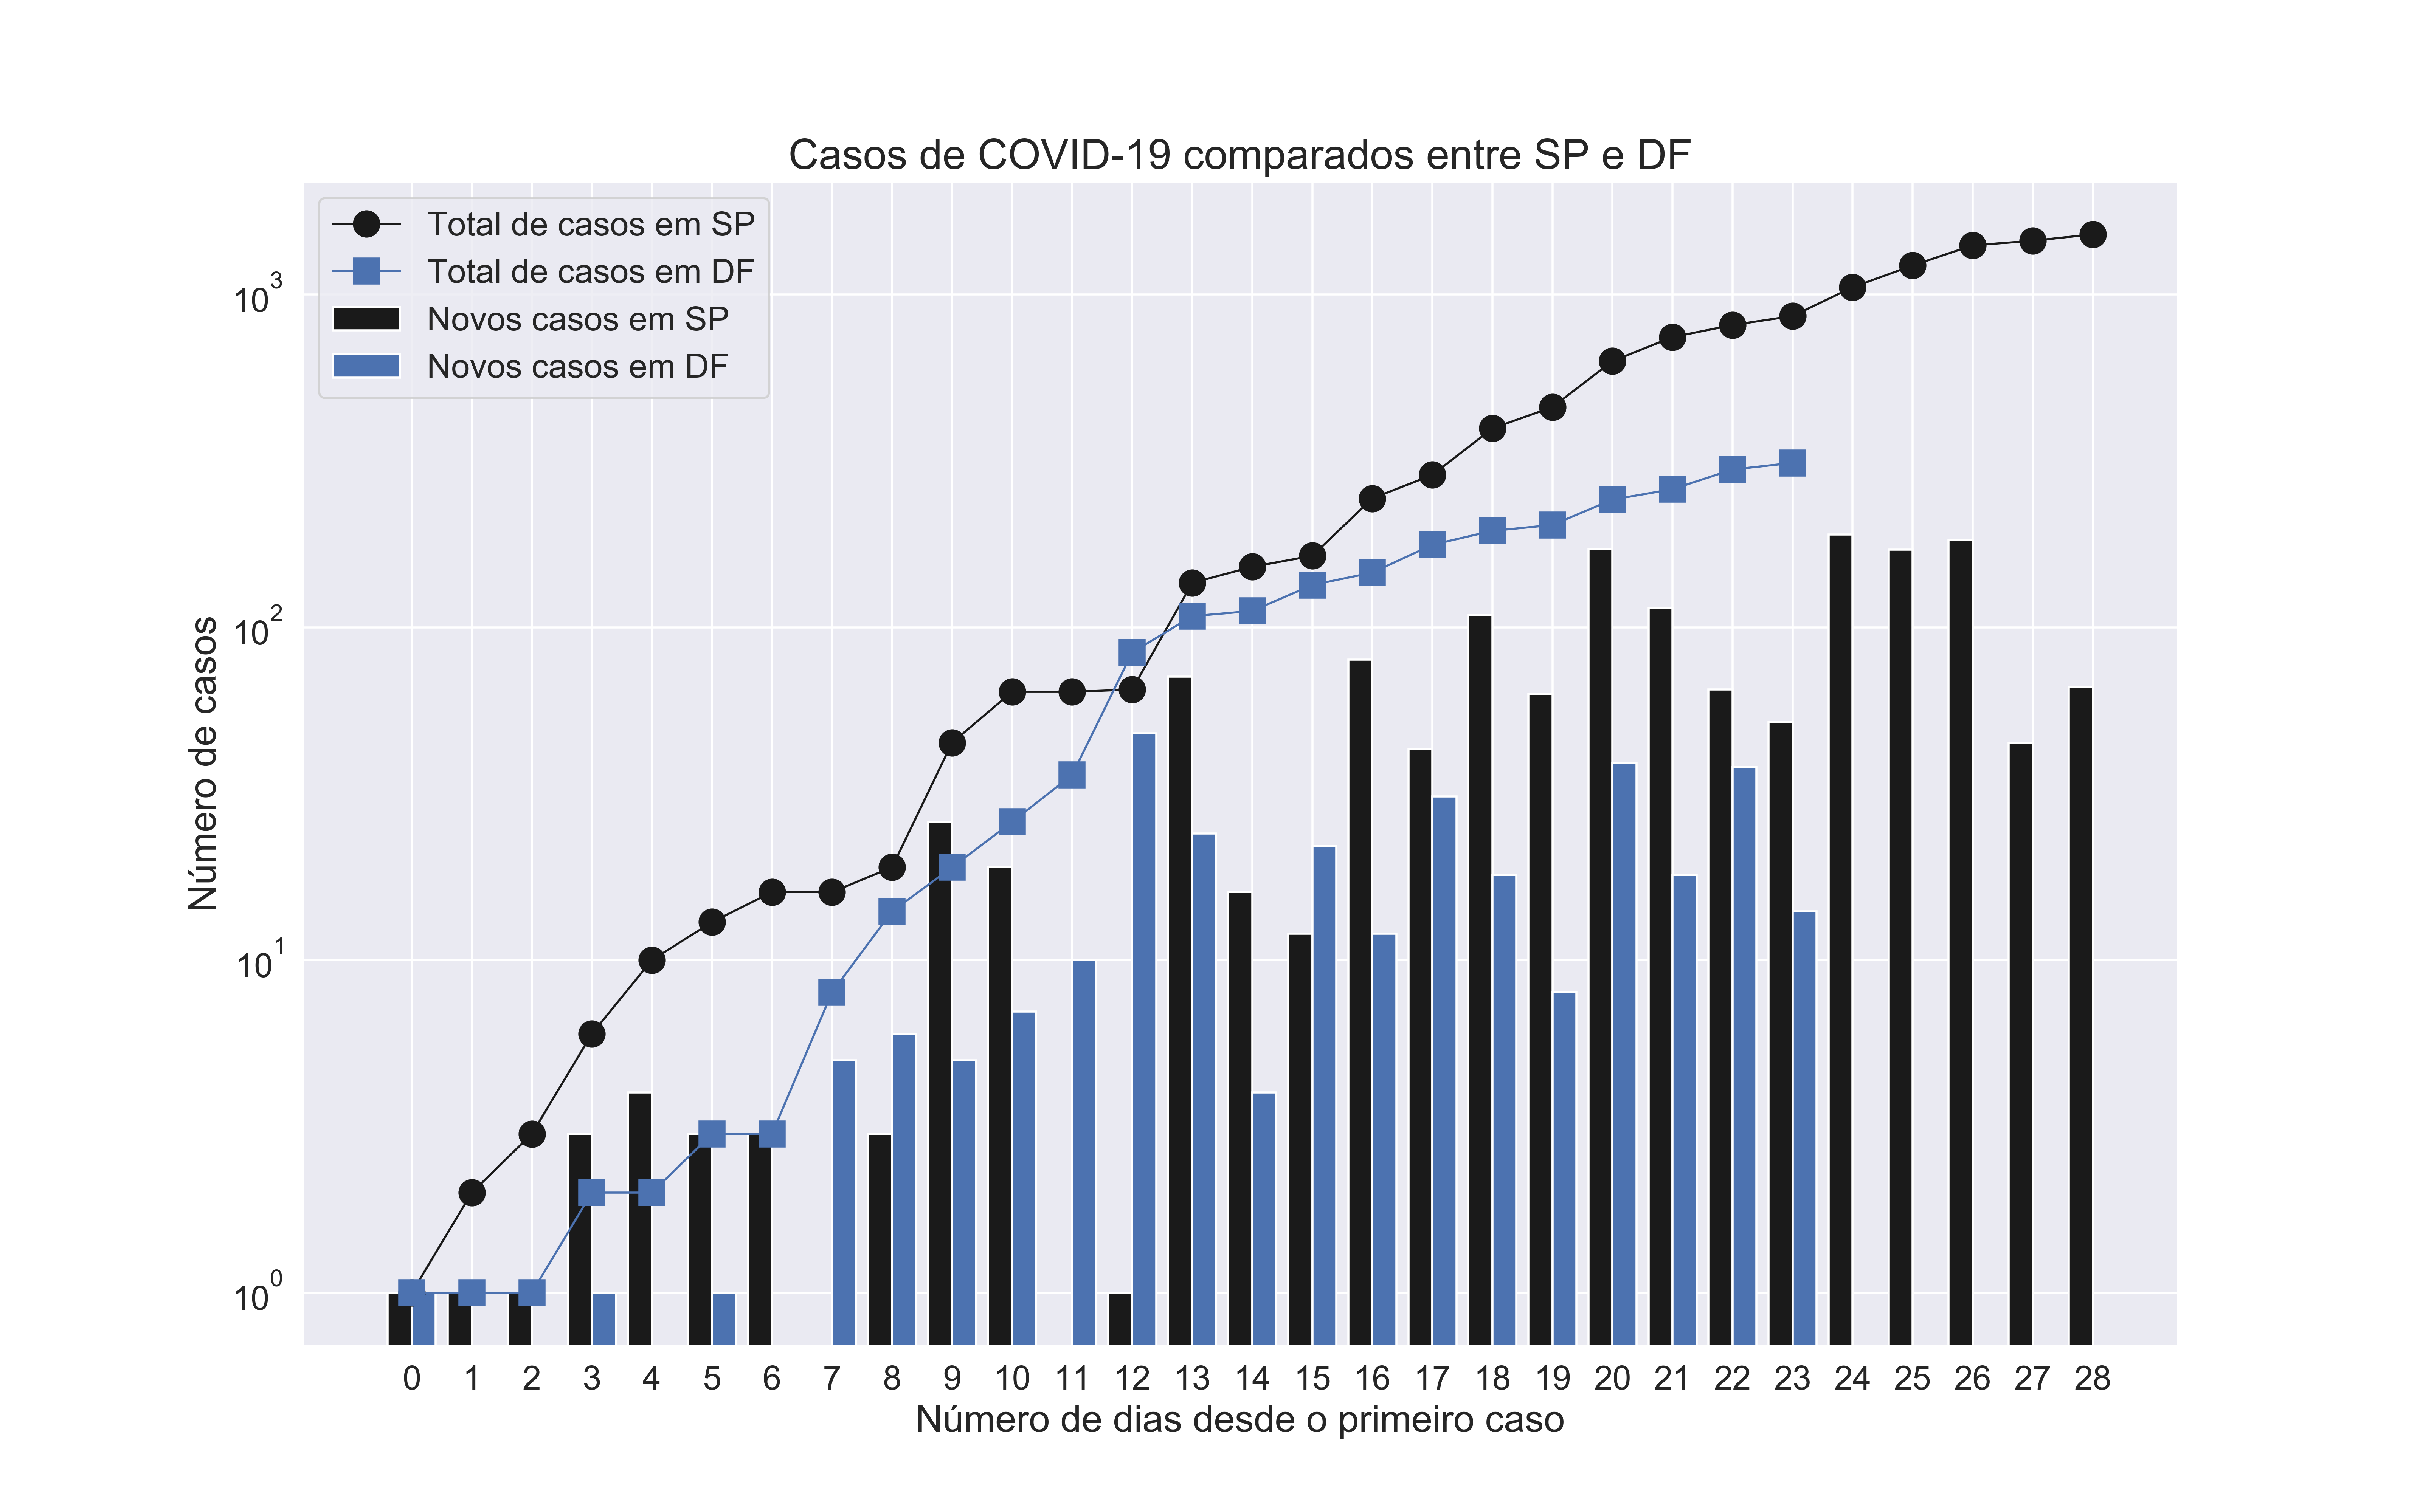 Casos de COVID-19 comparados entre SP e DF
Total de casos em SP
Total de casos em DF
Novos casos em SP
Novos casos em DF
10³
10²
10¹
10⁰
Número de casos
0 1 2 3 4 5 6 7 8 9 10 11 12 13 14 15 16 17 18 19 20 21 22 23 24 25 26 27 28
Número de dias desde o primeiro caso